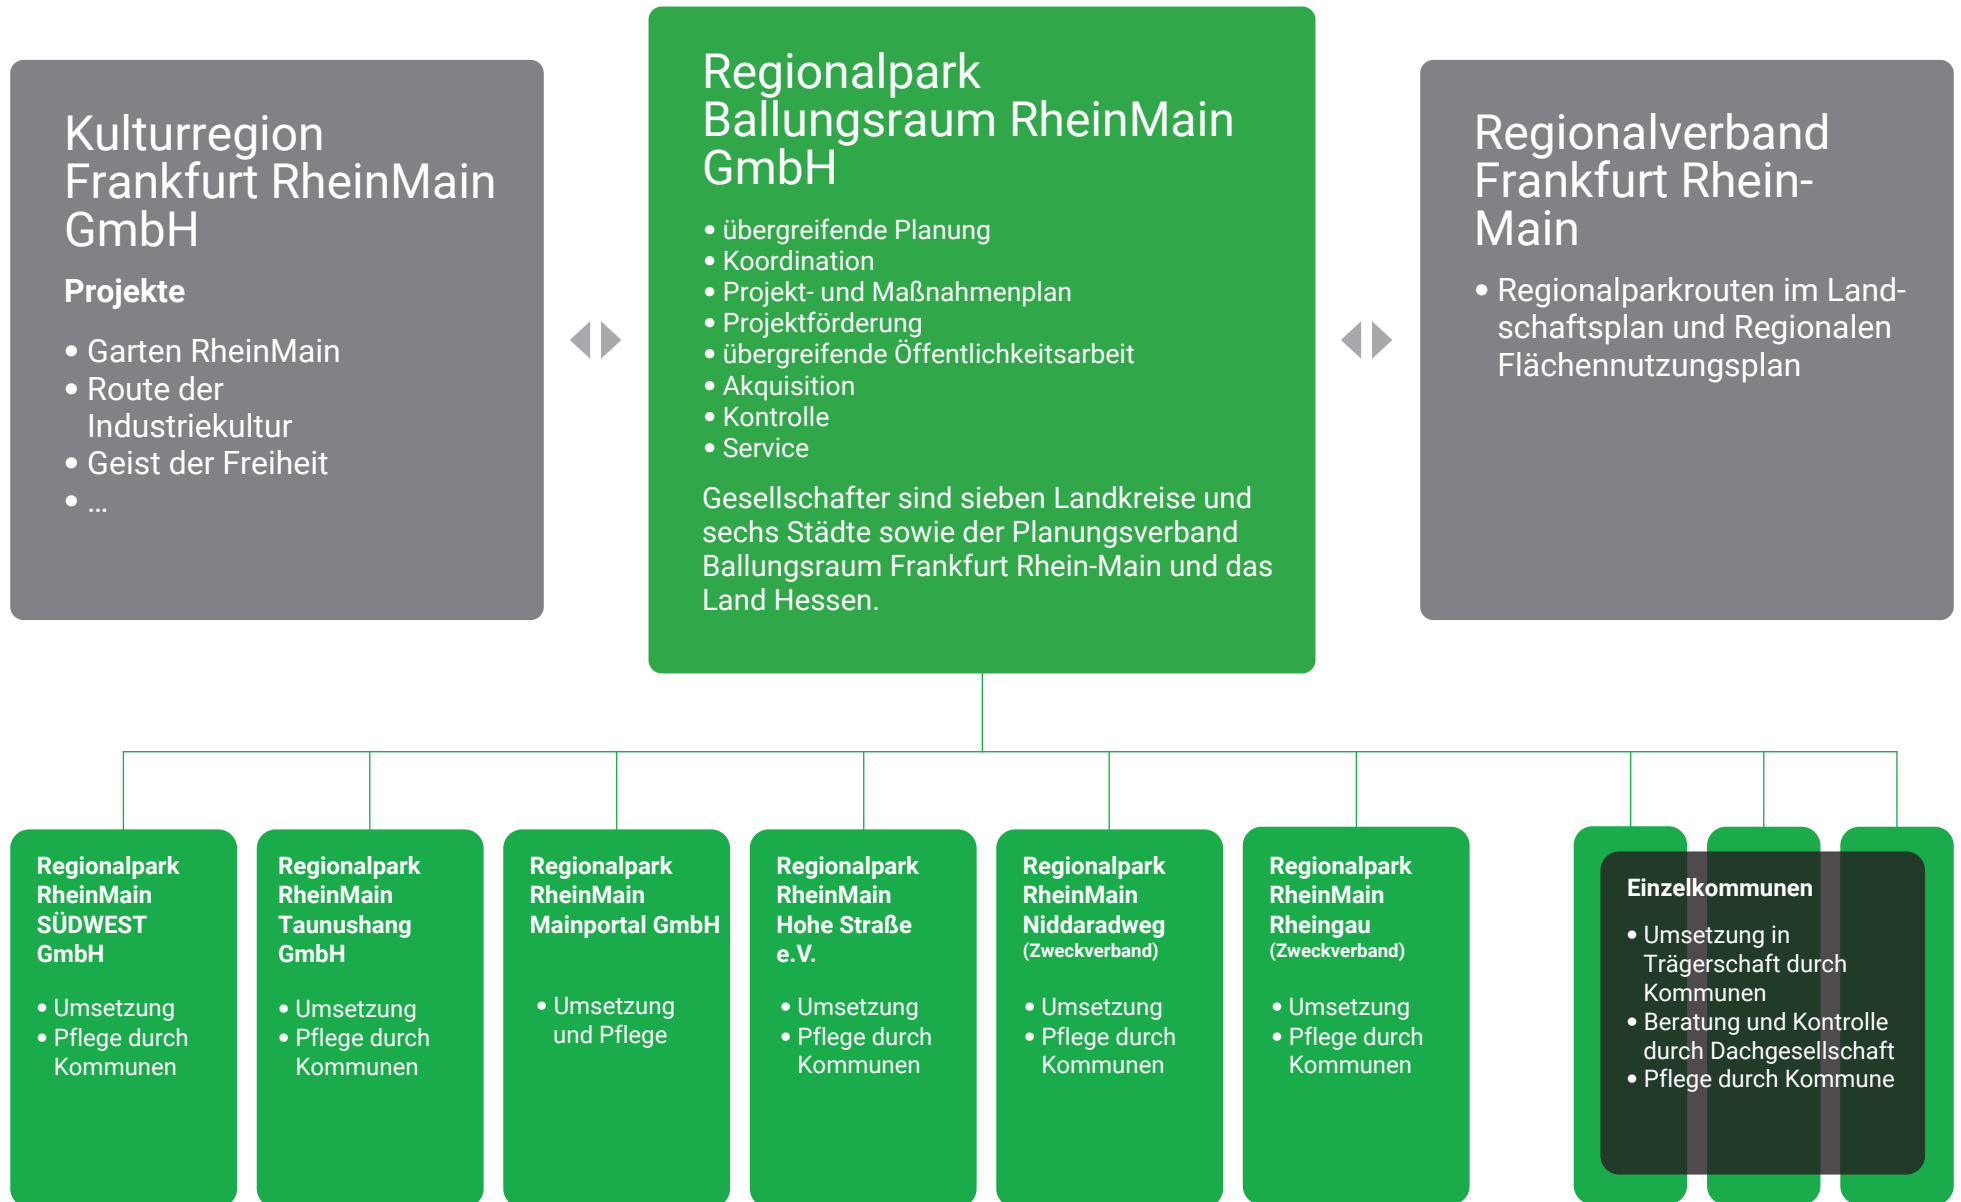 Kulturregion
Frankfurt RheinMain
GmbH
Projekte
• Garten RheinMain
• Route der
Industriekultur
• Geist der Freiheit
• ...
Regionalpark
Ballungsraum RheinMain
GmbH
• übergreifende Planung
• Koordination
• Projekt- und Maßnahmenplan
• Projektförderung
• übergreifende Öffentlichkeitsarbeit
• Akquisition
• Kontrolle
• Service
Gesellschafter sind sieben Landkreise und
sechs Städte sowie der Planungsverband
Ballungsraum Frankfurt Rhein-Main und das
Land Hessen.
Regionalverband
Frankfurt Rhein-
Main
• Regionalparkrouten im Land-
schaftsplan und Regionalen
Flächennutzungsplan
Regionalpark
RheinMain
SÜDWEST
GmbH
• Umsetzung
• Pflege durch
Kommunen
Regionalpark
RheinMain
Taunushang
GmbH
• Umsetzung
• Pflege durch
Kommunen
Regionalpark
RheinMain
Mainportal GmbH
• Umsetzung
und Pflege
Regionalpark
RheinMain
Hohe Straße
e.V.
• Umsetzung
• Pflege durch
Kommunen
Regionalpark
RheinMain
Niddaradweg
(Zweckverband)
• Umsetzung
• Pflege durch
Kommunen
Regionalpark
RheinMain
Rheingau
(Zweckverband)
• Umsetzung
• Pflege durch
Kommunen
Einzelkommunen
• Umsetzung in
Trägerschaft durch
Kommunen
• Beratung und Kontrolle
durch Dachgesellschaft
• Pflege durch Kommune